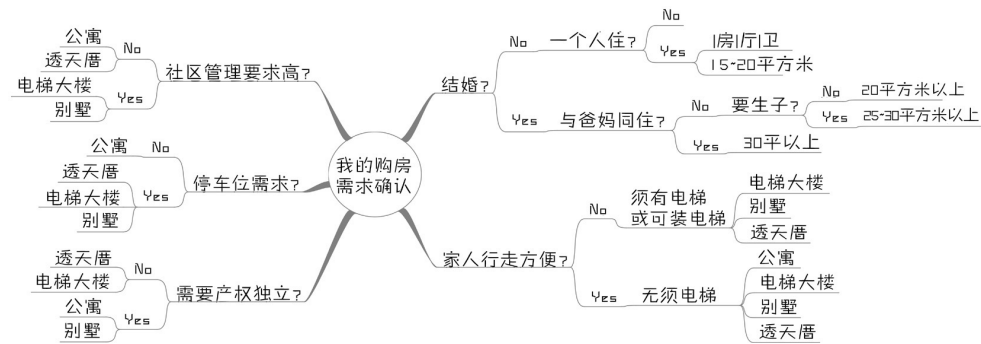 我的购房
需求确认
社区管理要求高?
No
公寓
透天厝
Yes
电梯大楼
别墅
停车位需求?
No
公寓
Yes
透天厝
电梯大楼
别墅
需要产权独立?
No
透天厝
电梯大楼
Yes
公寓
别墅
结婚?
No
一个人住?
No
Yes
1房1厅1卫
15-20平方米
Yes
与爸妈同住?
No
要生子?
No
20平方米以上
Yes
25-30平方米以上
Yes
30平以上
家人行走方便?
No
须有电梯
或可装电梯
电梯大楼
别墅
透天厝
Yes
无须电梯
公寓
电梯大楼
别墅
透天厝